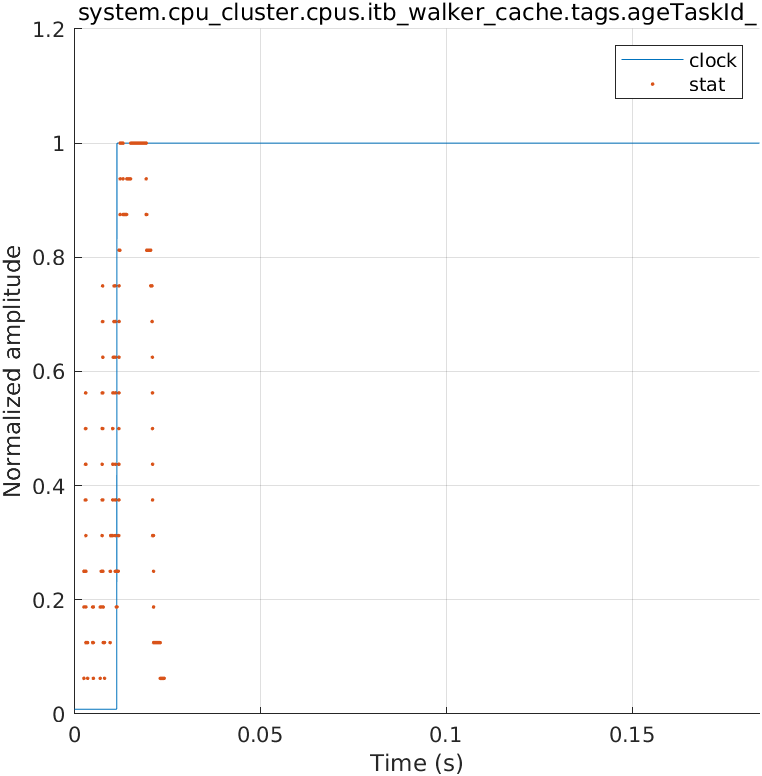 system.cpu_cluster.cpus.itb_walker_cache.tags.ageTaskId_
clock
stat
Normalized amplitude
1.2
1
0.8
0.6
0.4
0.2
0
0 0.05 0.1 0.15
Time (s)